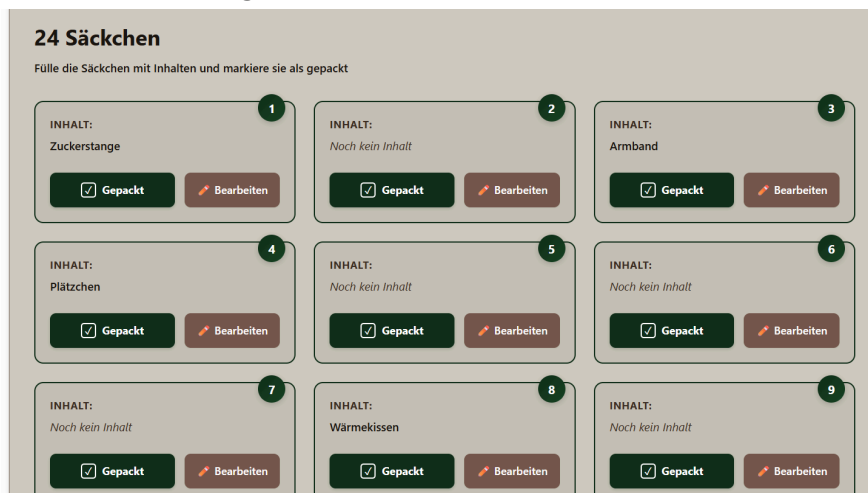 24 Säckchen
Fülle die Säckchen mit Inhalten und markiere sie als gepackt
1
INHALT:
Zuckerstange
Gepackt
Bearbeiten
2
INHALT:
Noch kein Inhalt
Gepackt
Bearbeiten
3
INHALT:
Armband
Gepackt
Bearbeiten
4
INHALT:
Plätzchen
Gepackt
Bearbeiten
5
INHALT:
Noch kein Inhalt
Gepackt
Bearbeiten
6
INHALT:
Noch kein Inhalt
Gepackt
Bearbeiten
7
INHALT:
Noch kein Inhalt
Gepackt
Bearbeiten
8
INHALT:
Wärmekissen
Gepackt
Bearbeiten
9
INHALT:
Noch kein Inhalt
Gepackt
Bearbeiten